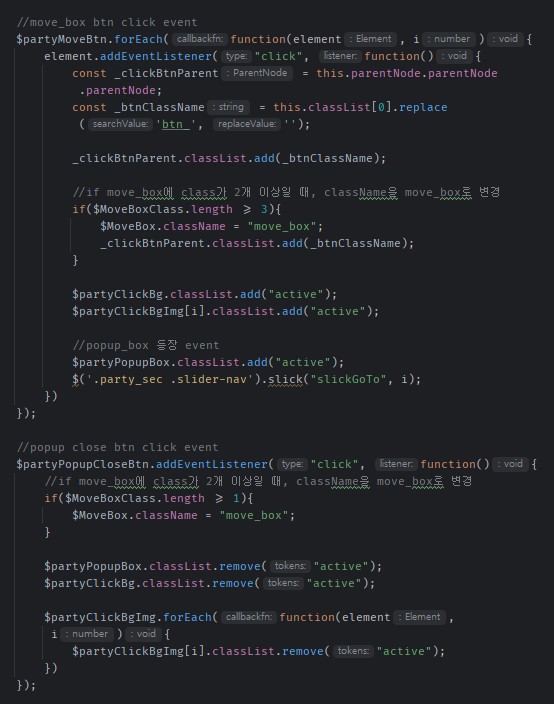 //move_box btn click event
$partyMoveBtn.forEach( callbackfn: function(element : Element , i : number ) : void {
element.addEventListener( type: "click", listener: function() : void {
const _clickBtnParent : ParentNode = this.parentNode.parentNode
.parentNode;
const _btnClassName : string = this.classList[0].replace
( searchValue: 'btn_', replaceValue: '');
_clickBtnParent.classList.add(_btnClassName);
//if move_box에 class가 2개 이상일 때, className을 move_box로 변경
if($MoveBoxClass.length ≥ 3){
$MoveBox.className = "move_box";
_clickBtnParent.classList.add(_btnClassName);
}
$partyClickBg.classList.add("active");
$partyClickBgImg[i].classList.add("active");
//popup_box 등장 event
$partyPopupBox.classList.add("active");
$('.party_sec .slider-nav').slick("slickGoTo", i);
})
});
//popup close btn click event
$partyPopupCloseBtn.addEventListener( type: "click", listener: function() : void {
//if move_box에 class가 2개 이상일 때, className을 move_box로 변경
if($MoveBoxClass.length ≥ 1){
$MoveBox.className = "move_box";
}
$partyPopupBox.classList.remove( tokens: "active");
$partyClickBg.classList.remove( tokens: "active");
$partyClickBgImg.forEach( callbackfn: function(element : Element ,
i : number ) : void {
$partyClickBgImg[i].classList.remove( tokens: "active");
})
});